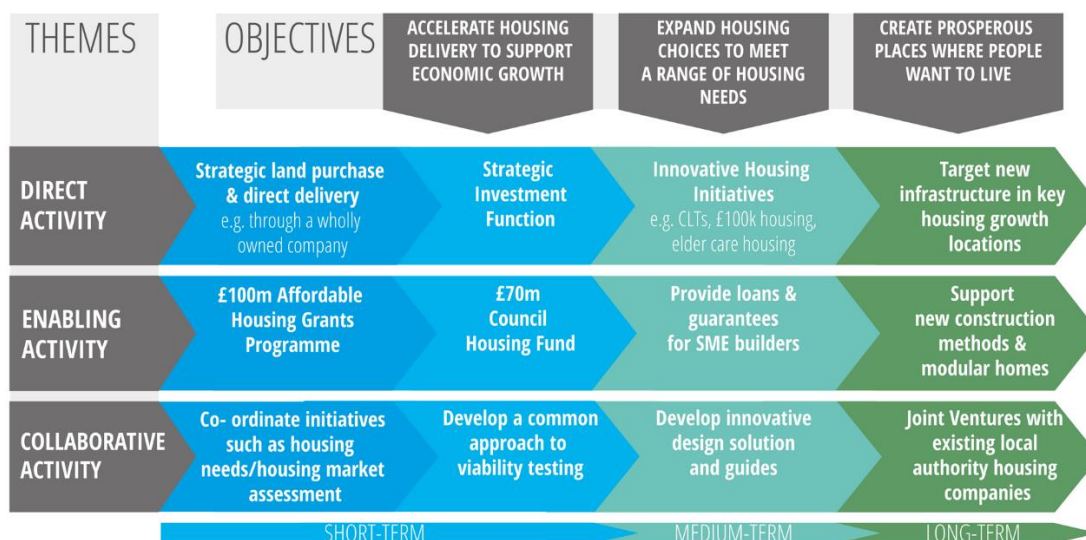 THEMES
OBJECTIVES
ACCELERATE HOUSING
DELIVERY TO SUPPORT
ECONOMIC GROWTH
EXPAND HOUSING
CHOICES TO MEET
A RANGE OF HOUSING
NEEDS
CREATE PROSPEROUS
PLACES WHERE PEOPLE
WANT TO LIVE
DIRECT
ACTIVITY
Strategic land purchase
& direct delivery
e.g. through a wholly
owned company
Strategic
Investment
Function
Innovative Housing
Initiatives
e.g. CLTs, £100k housing,
elder care housing
Target new
infrastructure in key
housing growth
locations
ENABLING
ACTIVITY
£100m Affordable
Housing Grants
Programme
£70m
Council
Housing Fund
Provide loans &
guarantees
for SME builders
Support
new construction
methods &
modular homes
COLLABORATIVE
ACTIVITY
Co- ordinate initiatives
such as housing
needs/housing market
assessment
Develop a common
approach to
viability testing
Develop innovative
design solution
and guides
Joint Ventures with
existing local
authority housing
companies
SHORT-TERM
MEDIUM-TERM
LONG-TERM